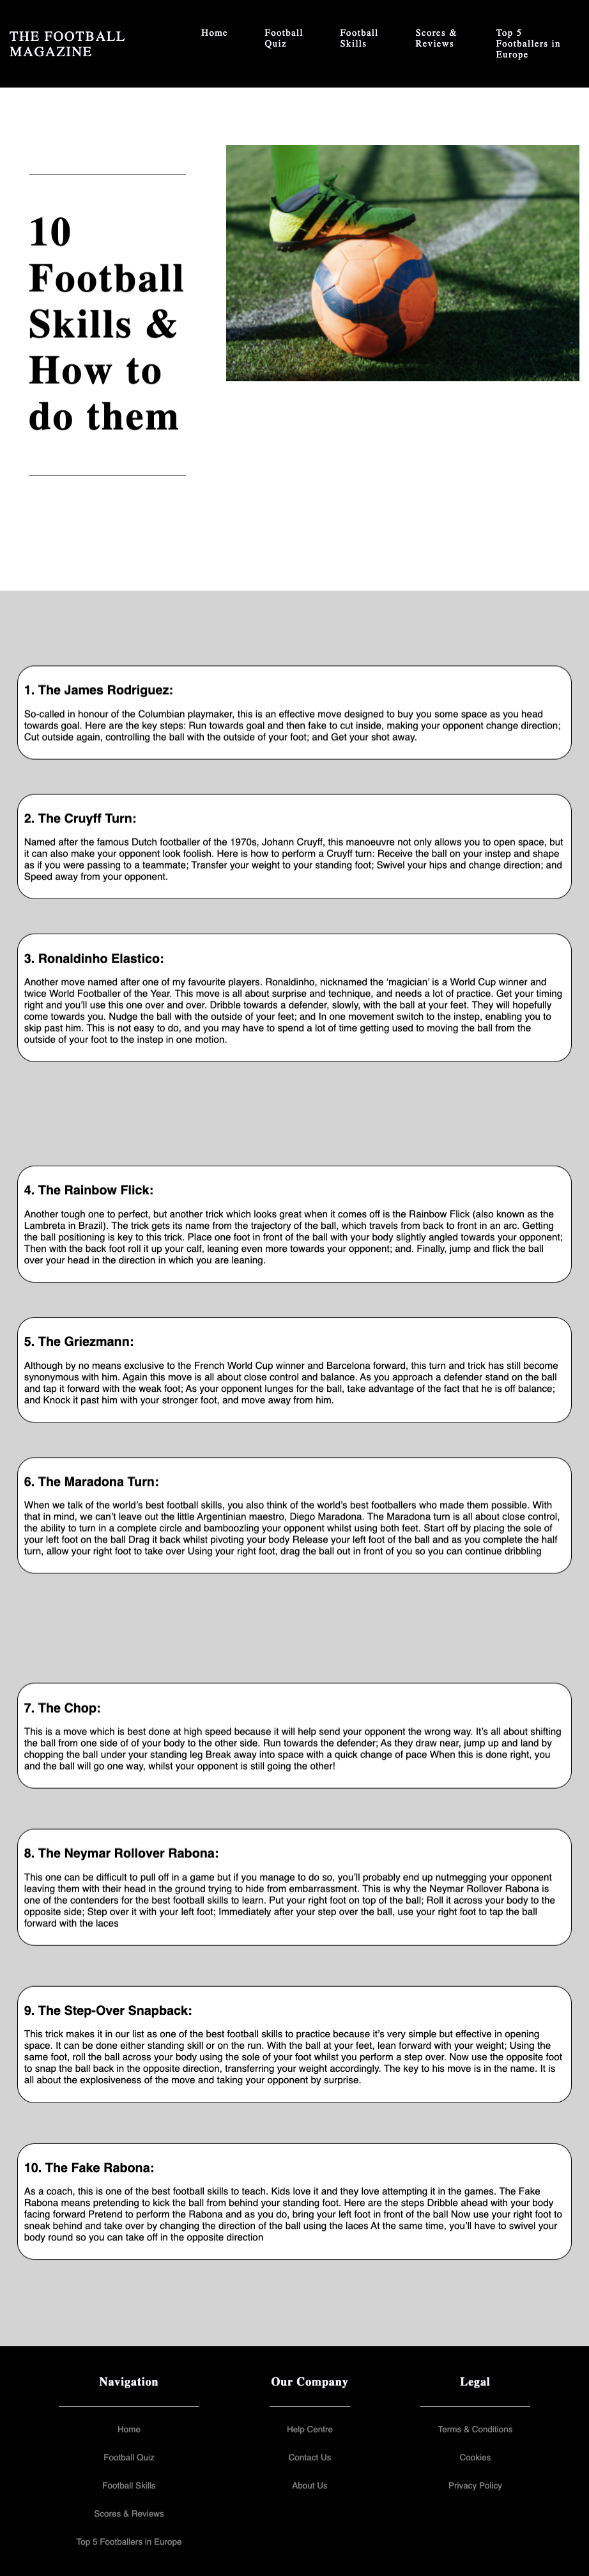 THE FOOTBALL
MAGAZINE
Home
Football
Quiz
Football
Skills
Scores &
Reviews
Top 5
Footballers in
Europe
10
Football
Skills &
How to
do them
1. The James Rodriguez:
So-called in honour of the Columbian playmaker, this is an effective move designed to buy you some space as you head
towards goal. Here are the key steps: Run towards goal and then fake to cut inside, making your opponent change direction;
Cut outside again, controlling the ball with the outside of your foot; and Get your shot away.
2. The Cruyff Turn:
Named after the famous Dutch footballer of the 1970s, Johann Cruyff, this manoeuvre not only allows you to open space, but
it can also make your opponent look foolish. Here is how to perform a Cruyff turn: Receive the ball on your instep and shape
as if you were passing to a teammate; Transfer your weight to your standing foot; Swivel your hips and change direction; and
Speed away from your opponent.
3. Ronaldinho Elastico:
Another move named after one of my favourite players. Ronaldinho, nicknamed the ‘magician’ is a World Cup winner and
twice World Footballer of the Year. This move is all about surprise and technique, and needs a lot of practice. Get your timing
right and you’ll use this one over and over. Dribble towards a defender, slowly, with the ball at your feet. They will hopefully
come towards you. Nudge the ball with the outside of your feet; and In one movement switch to the instep, enabling you to
skip past him. This is not easy to do, and you may have to spend a lot of time getting used to moving the ball from the
outside of your foot to the instep in one motion.
4. The Rainbow Flick:
Another tough one to perfect, but another trick which looks great when it comes off is the Rainbow Flick (also known as the
Lambreta in Brazil). The trick gets its name from the trajectory of the ball, which travels from back to front in an arc. Getting
the ball positioning is key to this trick. Place one foot in front of the ball with your body slightly angled towards your opponent;
Then with the back foot roll it up your calf, leaning even more towards your opponent; and. Finally, jump and flick the ball
over your head in the direction in which you are leaning.
5. The Griezmann:
Although by no means exclusive to the French World Cup winner and Barcelona forward, this turn and trick has still become
synonymous with him. Again this move is all about close control and balance. As you approach a defender stand on the ball
and tap it forward with the weak foot; As your opponent lunges for the ball, take advantage of the fact that he is off balance;
and Knock it past him with your stronger foot, and move away from him.
6. The Maradona Turn:
When we talk of the world’s best football skills, you also think of the world’s best footballers who made them possible. With
that in mind, we can’t leave out the little Argentinian maestro, Diego Maradona. The Maradona turn is all about close control,
the ability to turn in a complete circle and bamboozling your opponent whilst using both feet. Start off by placing the sole of
your left foot on the ball Drag it back whilst pivoting your body Release your left foot of the ball and as you complete the half
turn, allow your right foot to take over Using your right foot, drag the ball out in front of you so you can continue dribbling
7. The Chop:
This is a move which is best done at high speed because it will help send your opponent the wrong way. It’s all about shifting
the ball from one side of of your body to the other side. Run towards the defender; As they draw near, jump up and land by
chopping the ball under your standing leg Break away into space with a quick change of pace When this is done right, you
and the ball will go one way, whilst your opponent is still going the other!
8. The Neymar Rollover Rabona:
This one can be difficult to pull off in a game but if you manage to do so, you’ll probably end up nutmegging your opponent
leaving them with their head in the ground trying to hide from embarrassment. This is why the Neymar Rollover Rabona is
one of the contenders for the best football skills to learn. Put your right foot on top of the ball; Roll it across your body to the
opposite side; Step over it with your left foot; Immediately after your step over the ball, use your right foot to tap the ball
forward with the laces
9. The Step-Over Snapback:
This trick makes it in our list as one of the best football skills to practice because it’s very simple but effective in opening
space. It can be done either standing skill or on the run. With the ball at your feet, lean forward with your weight; Using the
same foot, roll the ball across your body using the sole of your foot whilst you perform a step over. Now use the opposite foot
to snap the ball back in the opposite direction, transferring your weight accordingly. The key to his move is in the name. It is
all about the explosiveness of the move and taking your opponent by surprise.
10. The Fake Rabona:
As a coach, this is one of the best football skills to teach. Kids love it and they love attempting it in the games. The Fake
Rabona means pretending to kick the ball from behind your standing foot. Here are the steps Dribble ahead with your body
facing forward Pretend to perform the Rabona and as you do, bring your left foot in front of the ball Now use your right foot to
sneak behind and take over by changing the direction of the ball using the laces At the same time, you’ll have to swivel your
body round so you can take off in the opposite direction
Navigation
Home
Football Quiz
Football Skills
Scores & Reviews
Top 5 Footballers in Europe
Our Company
Help Centre
Contact Us
About Us
Legal
Terms & Conditions
Cookies
Privacy Policy